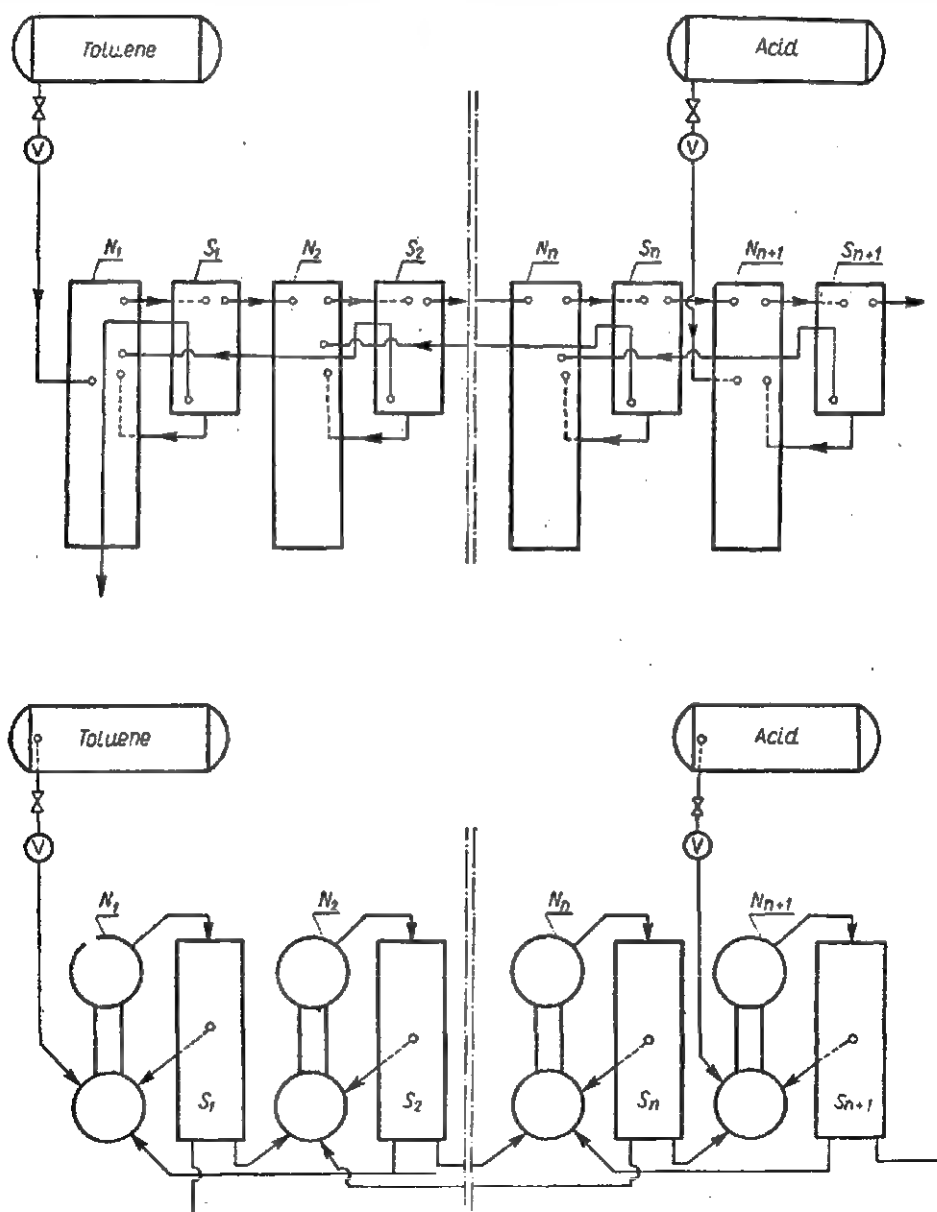 Toluene
Acid
V
V
N1 S1 N2 S2 Nn Sn Nn+1 Sn+1
Toluene
Acid
V
V
N1 N2 Nn Nn+1
S1 S2 Sn Sn+1